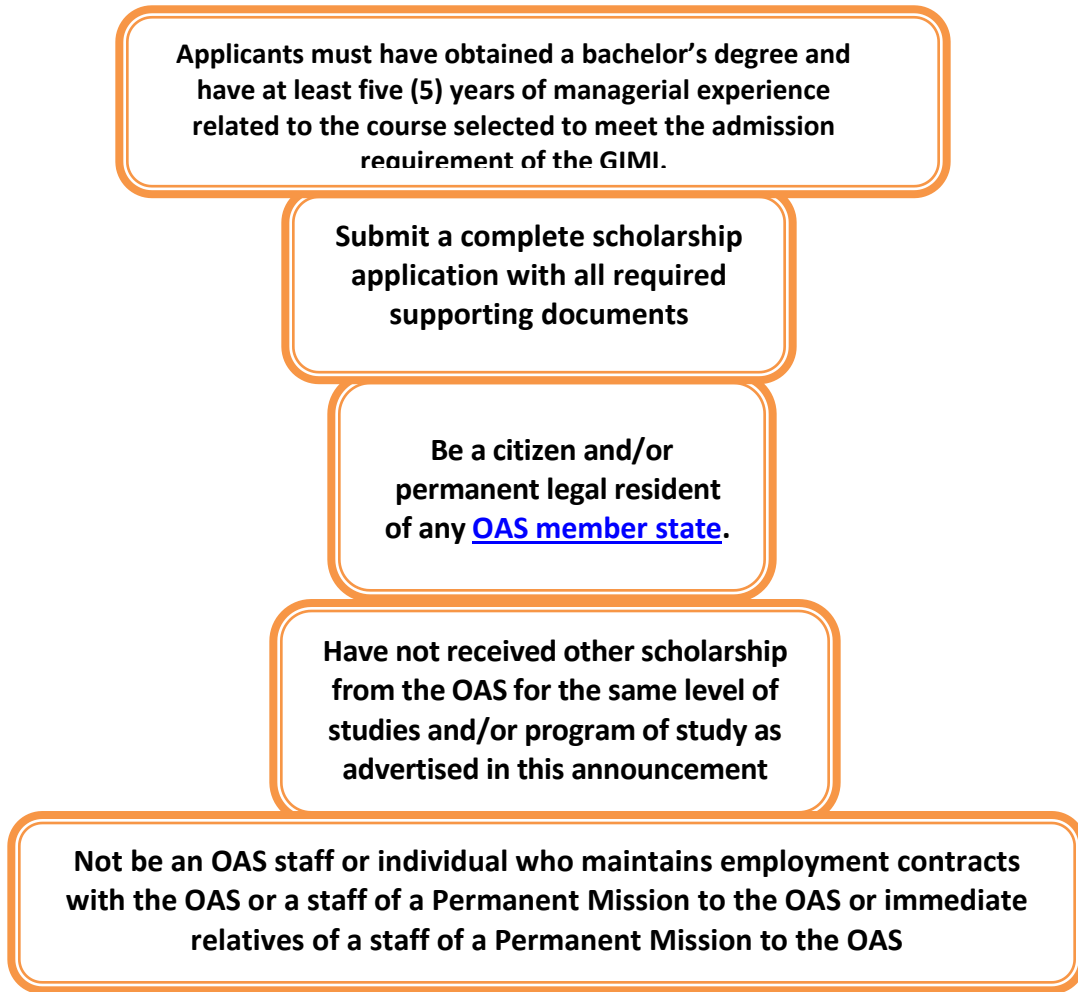 Applicants must have obtained a bachelor’s degree and
have at least five (5) years of managerial experience
related to the course selected to meet the admission
requirement of the GIMI.
Submit a complete scholarship
application with all required
supporting documents
Be a citizen and/or
permanent legal resident
of any OAS member state.
Have not received other scholarship
from the OAS for the same level of
studies and/or program of study as
advertised in this announcement
Not be an OAS staff or individual who maintains employment contracts
with the OAS or a staff of a Permanent Mission to the OAS or immediate
relatives of a staff of a Permanent Mission to the OAS